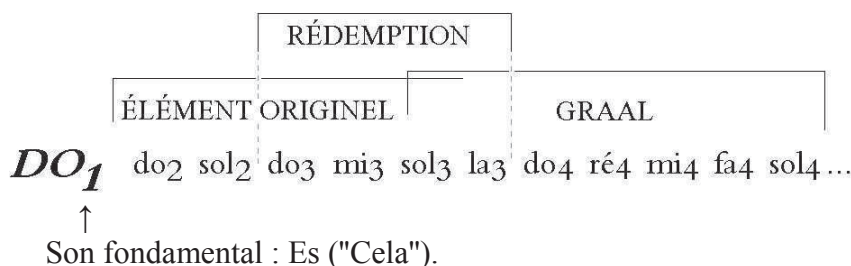 RÉDEMPTION
ÉLÉMENT ORIGINEL GRAAL
DO1 do2 sol2 do3 mi3 sol3 la3 do4 ré4 mi4 fa4 sol4...
↑
Son fondamental : Es ("Cela").